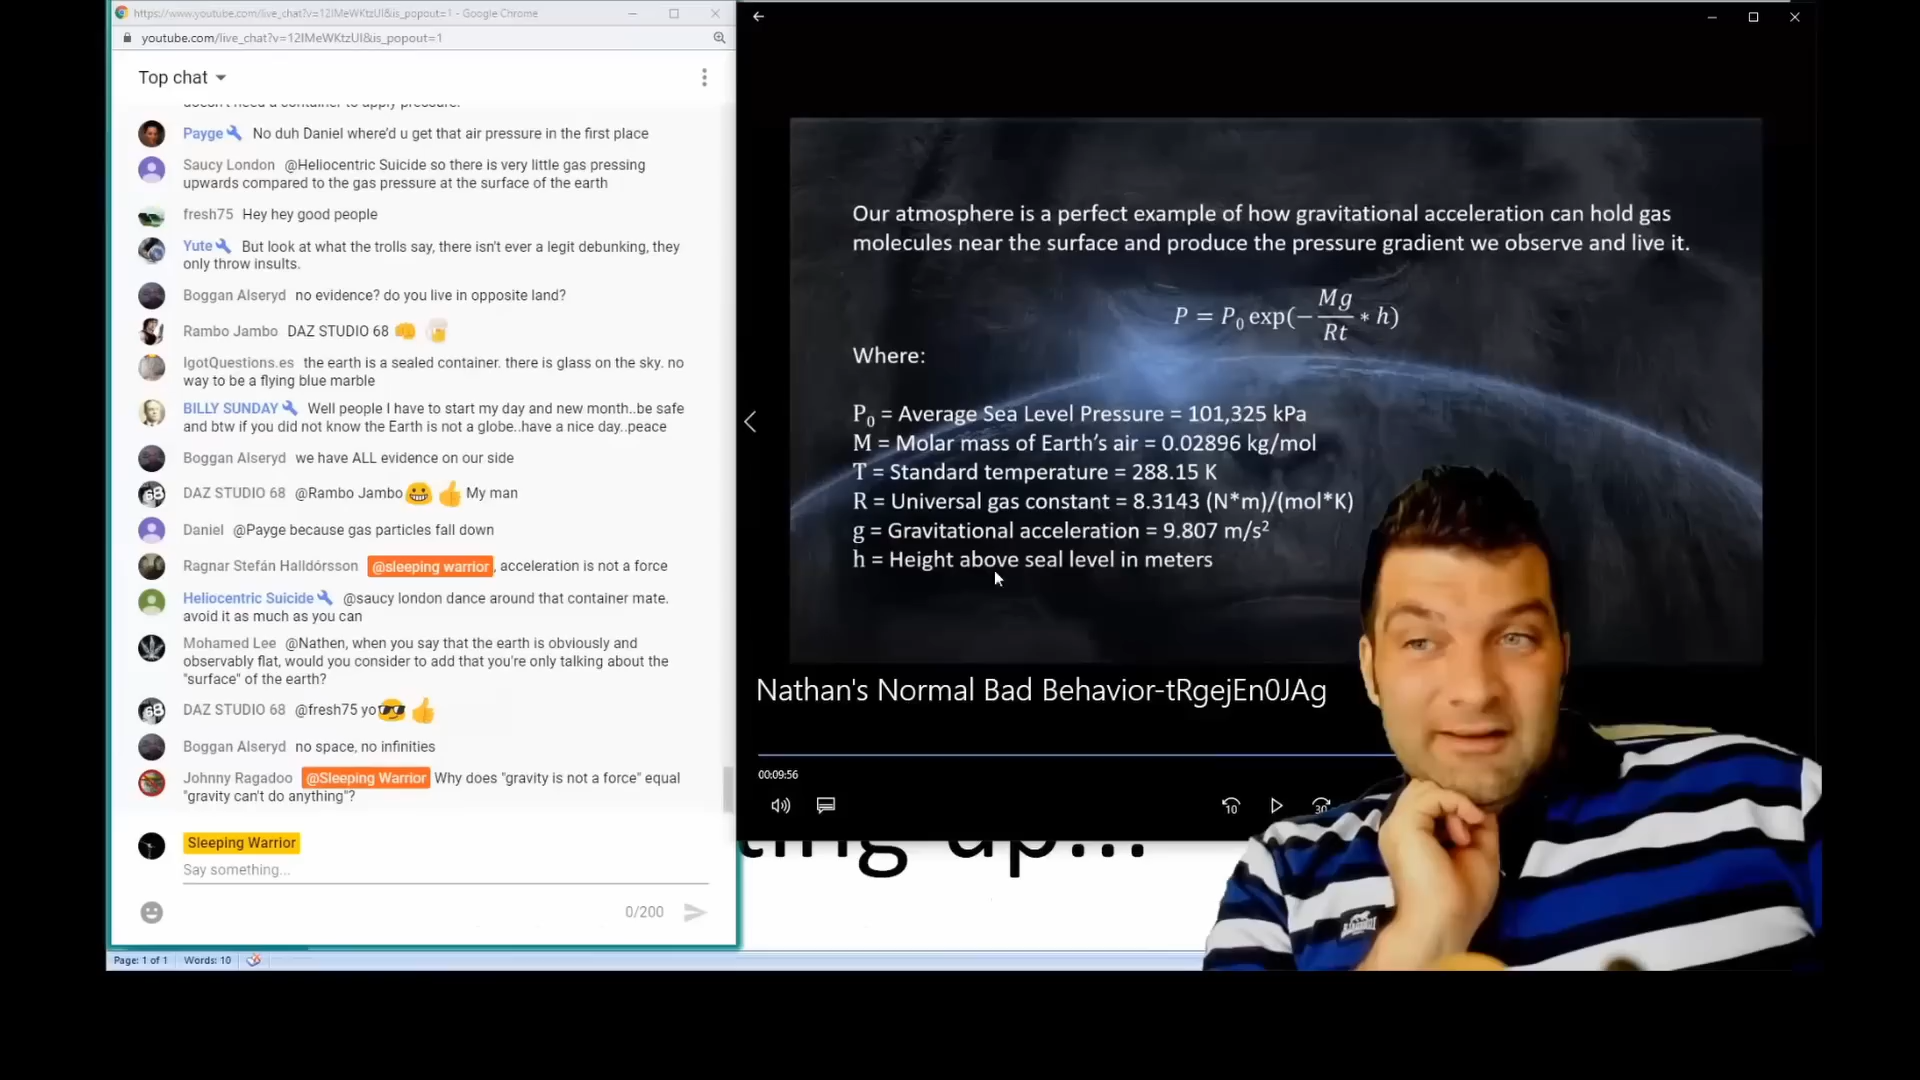 https://www.youtube.com/live_chat?v=12IMeWKtzUI&is_popout=1 - Google Chrome
youtube.com/live_chat?v=12IMeWKtzUI&is_popout=1
Top chat
doesn't need a container to apply pressure.
Payge No duh Daniel where'd u get that air pressure in the first place
Saucy London @Heliocentric Suicide so there is very little gas pressing
upwards compared to the gas pressure at the surface of the earth
fresh75 Hey hey good people
Yute But look at what the trolls say, there isn't ever a legit debunking, they
only throw insults.
Boggan Alseryd no evidence? do you live in opposite land?
Rambo Jambo DAZ STUDIO 68 👊 🍺
IgotQuestions.es the earth is a sealed container. there is glass on the sky. no
way to be a flying blue marble
BILLY SUNDAY Well people I have to start my day and new month..be safe
and btw if you did not know the Earth is not a globe..have a nice day..peace
Boggan Alseryd we have ALL evidence on our side
DAZ STUDIO 68 @Rambo Jambo😀 👍 My man
Daniel @Payge because gas particles fall down
Ragnar Stefán Halldórsson @sleeping warrior, acceleration is not a force
Heliocentric Suicide @saucy london dance around that container mate.
avoid it as much as you can
Mohamed Lee @Nathen, when you say that the earth is obviously and
observably flat, would you consider to add that you're only talking about the
"surface" of the earth?
DAZ STUDIO 68 @fresh75 yo😎 👍
Boggan Alseryd no space, no infinities
Johnny Ragadoo @Sleeping Warrior Why does "gravity is not a force" equal
"gravity can't do anything"?
Sleeping Warrior
Say something...
0/200
Page: 1 of 1 Words: 10
Our atmosphere is a perfect example of how gravitational acceleration can hold gas
molecules near the surface and produce the pressure gradient we observe and live it.
P = P₀ exp(− Mg/Rt * h)
Where:
P₀ = Average Sea Level Pressure = 101,325 kPa
M = Molar mass of Earth's air = 0.02896 kg/mol
T = Standard temperature = 288.15 K
R = Universal gas constant = 8.3143 (N*m)/(mol*K)
g = Gravitational acceleration = 9.807 m/s²
h = Height above seal level in meters
Nathan's Normal Bad Behavior-tRgejEn0JAg
00:09:56
10
30
ting up...